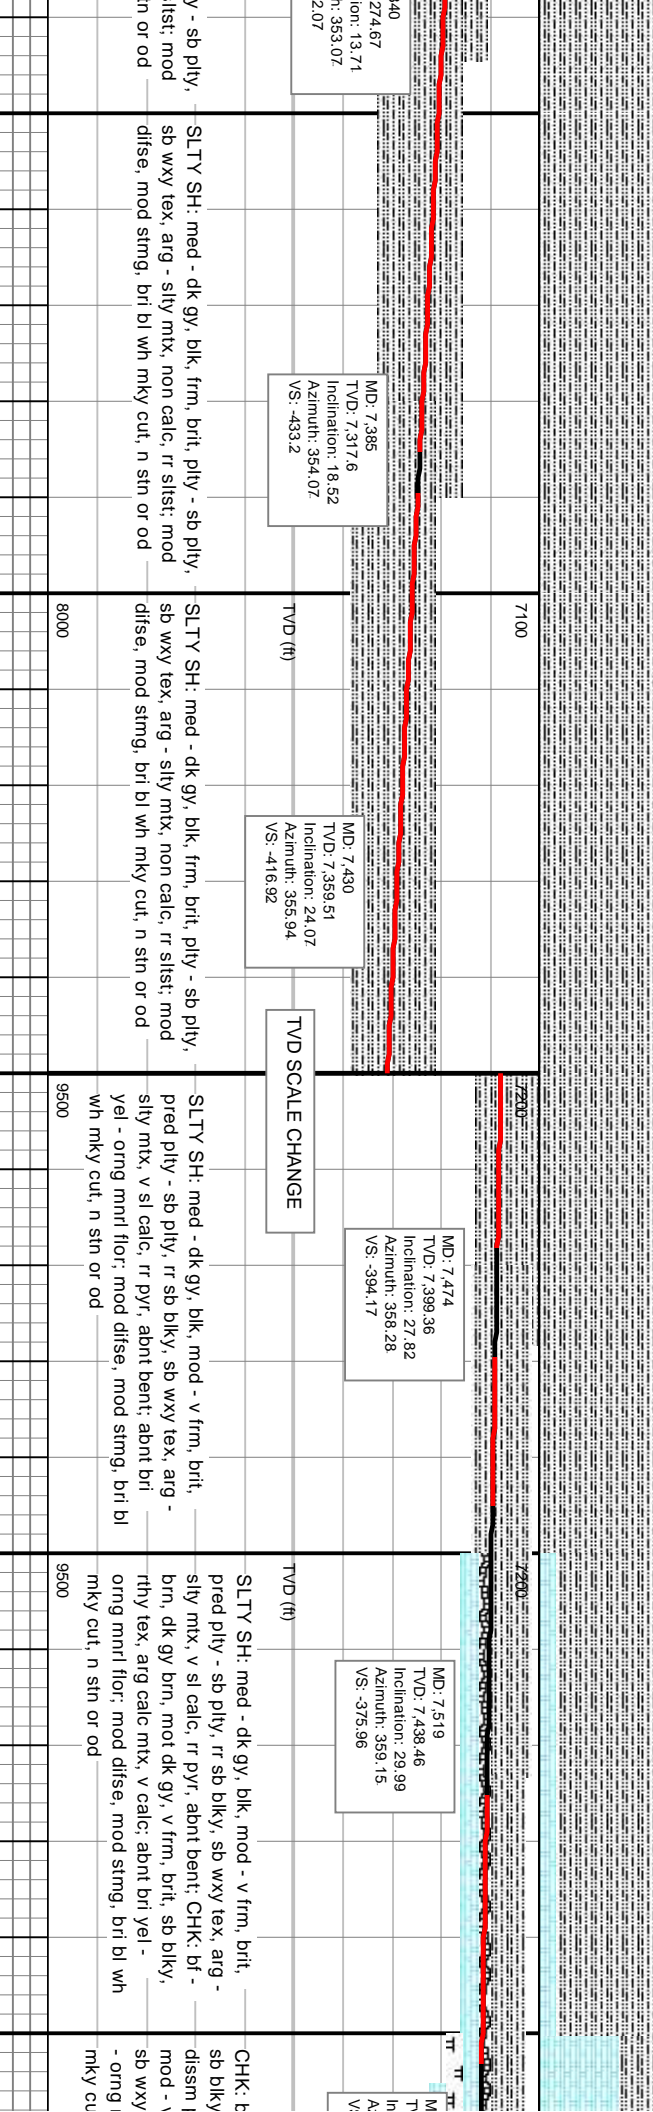 340
274.67
ion: 13.71
h: 353.07
2.07
y - sb plty,
sltst; mod
tn or od
SLTY SH: med - dk gy, blk, frm, brit, plty - sb plty,
sb wxy tex, arg - slty mtx, non calc, rr sltst; mod
difse, mod stmg, bri bl wh mky cut, n stn or od
MD: 7,385
TVD: 7,317.6
Inclination: 18.52
Azimuth: 354.07
VS: -433.2
7100
TVD (ft)
8000
SLTY SH: med - dk gy, blk, frm, brit, plty - sb plty,
sb wxy tex, arg - slty mtx, non calc, rr sltst; mod
difse, mod stmg, bri bl wh mky cut, n stn or od
MD: 7,430
TVD: 7,359.51
Inclination: 24.07
Azimuth: 355.94
VS: -416.92
TVD SCALE CHANGE
7200
9500
SLTY SH: med - dk gy, blk, mod - v frm, brit,
pred plty - sb plty, rr sb blky, sb wxy tex, arg -
slty mtx, v sl calc, rr pyr, abnt bent; abnt bri
yel - orng mnrl flor; mod difse, mod stmg, bri bl
wh mky cut, n stn or od
MD: 7,474
TVD: 7,399.36
Inclination: 27.82
Azimuth: 358.28
VS: -394.17
7200
TVD (ft)
9500
SLTY SH: med - dk gy, blk, mod - v frm, brit,
pred plty - sb plty, rr sb blky, sb wxy tex, arg -
slty mtx, v sl calc, rr pyr, abnt bent; CHK: bf -
brn, dk gy brn, mot dk gy, v frm, brit, sb blky,
rthy tex, arg calc mtx, v calc; abnt bri yel -
orng mnrl flor; mod difse, mod stmg, bri bl wh
mky cut, n stn or od
MD: 7,519
TVD: 7,438.46
Inclination: 29.99
Azimuth: 359.15
VS: -375.96
CHK: b
sb blky
dissm
mod - v
sb wxy
- orng
mky cu
M
TV
In
Az
VS